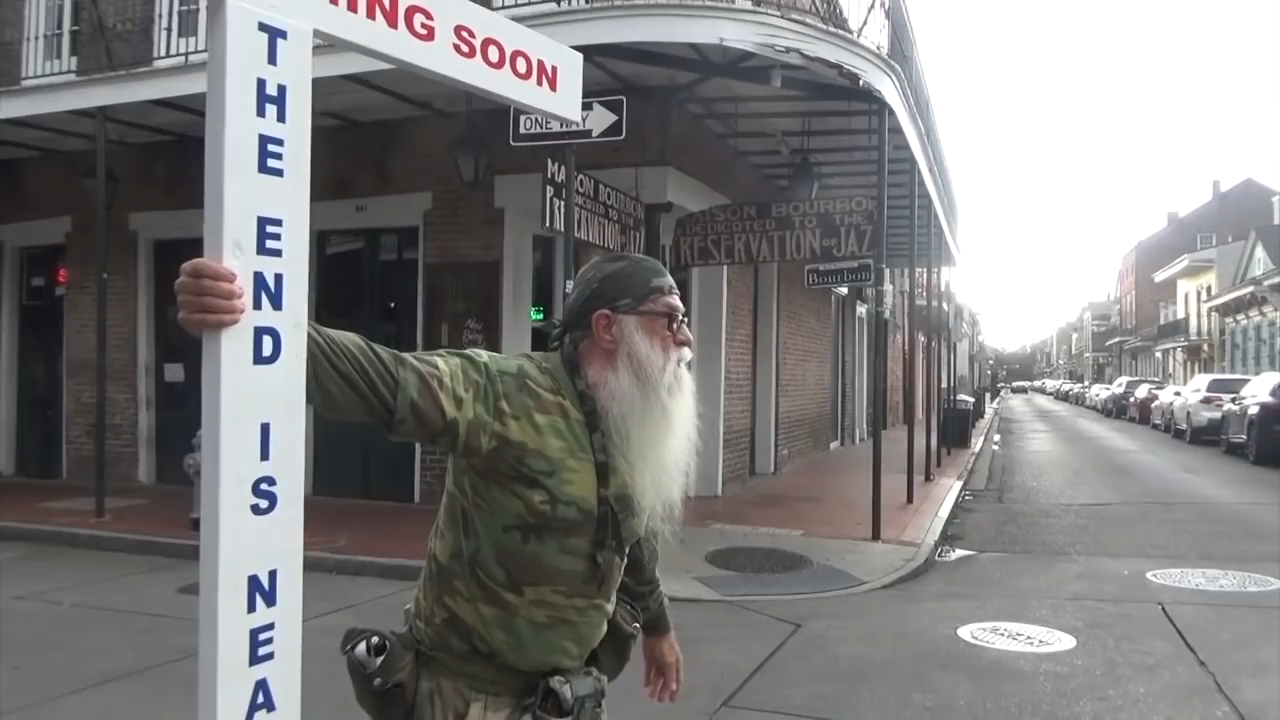 MING SOON
THE END IS NEA
ONE WAY
MAISON BOURBON
DEDICATED TO THE
PRESERVATION OF JAZZ
MAISON BOURBON
DEDICATED TO THE
RESERVATION OF JAZ
Bourbon